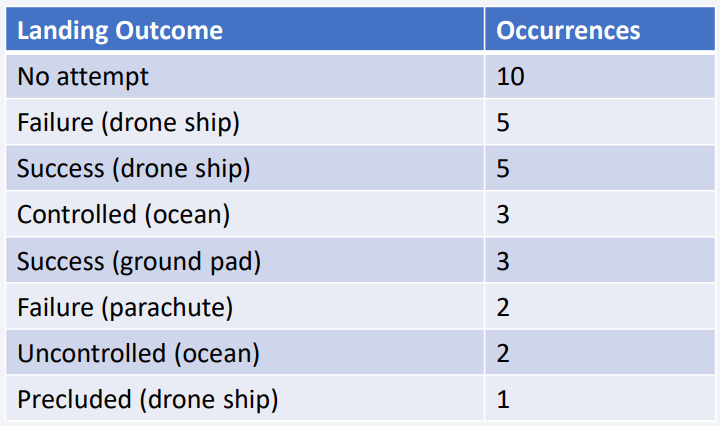 Landing Outcome Occurrences
No attempt 10
Failure (drone ship) 5
Success (drone ship) 5
Controlled (ocean) 3
Success (ground pad) 3
Failure (parachute) 2
Uncontrolled (ocean) 2
Precluded (drone ship) 1